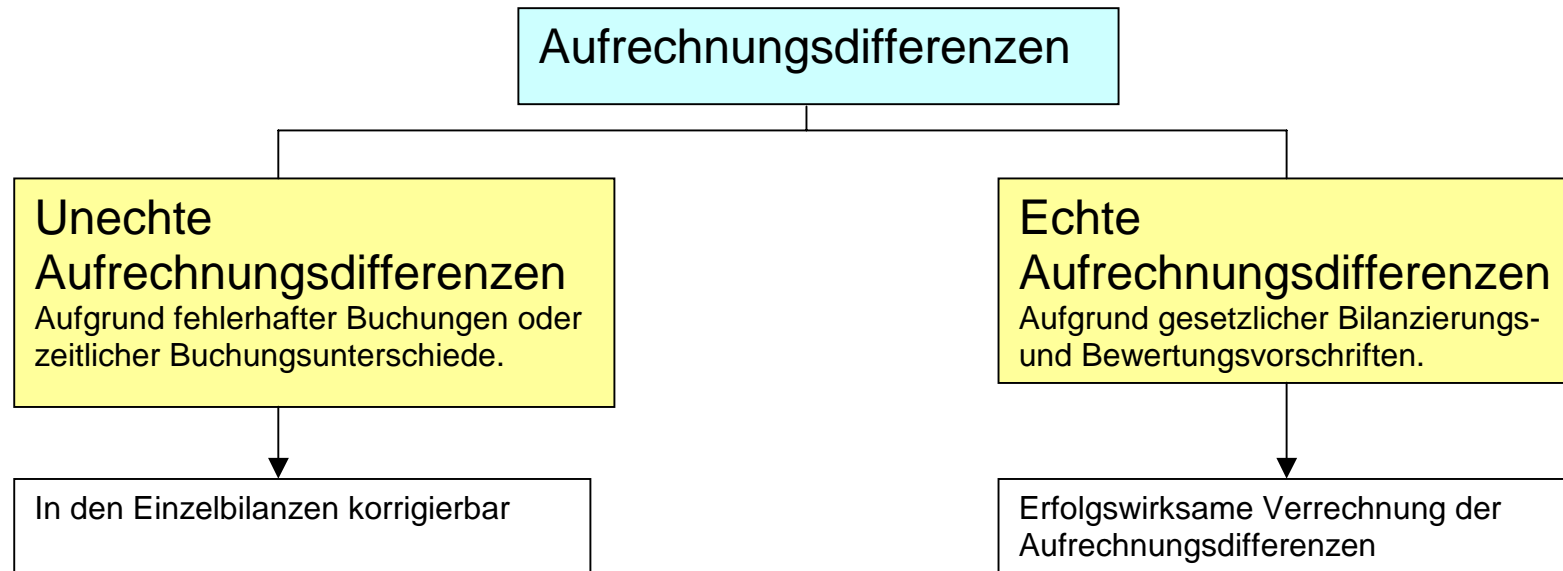 Aufrechnungsdifferenzen
Unechte
Aufrechnungsdifferenzen
Aufgrund fehlerhafter Buchungen oder
zeitlicher Buchungsunterschiede.
Echte
Aufrechnungsdifferenzen
Aufgrund gesetzlicher Bilanzierungs-
und Bewertungsvorschriften.
In den Einzelbilanzen korrigierbar
Erfolgswirksame Verrechnung der
Aufrechnungsdifferenzen